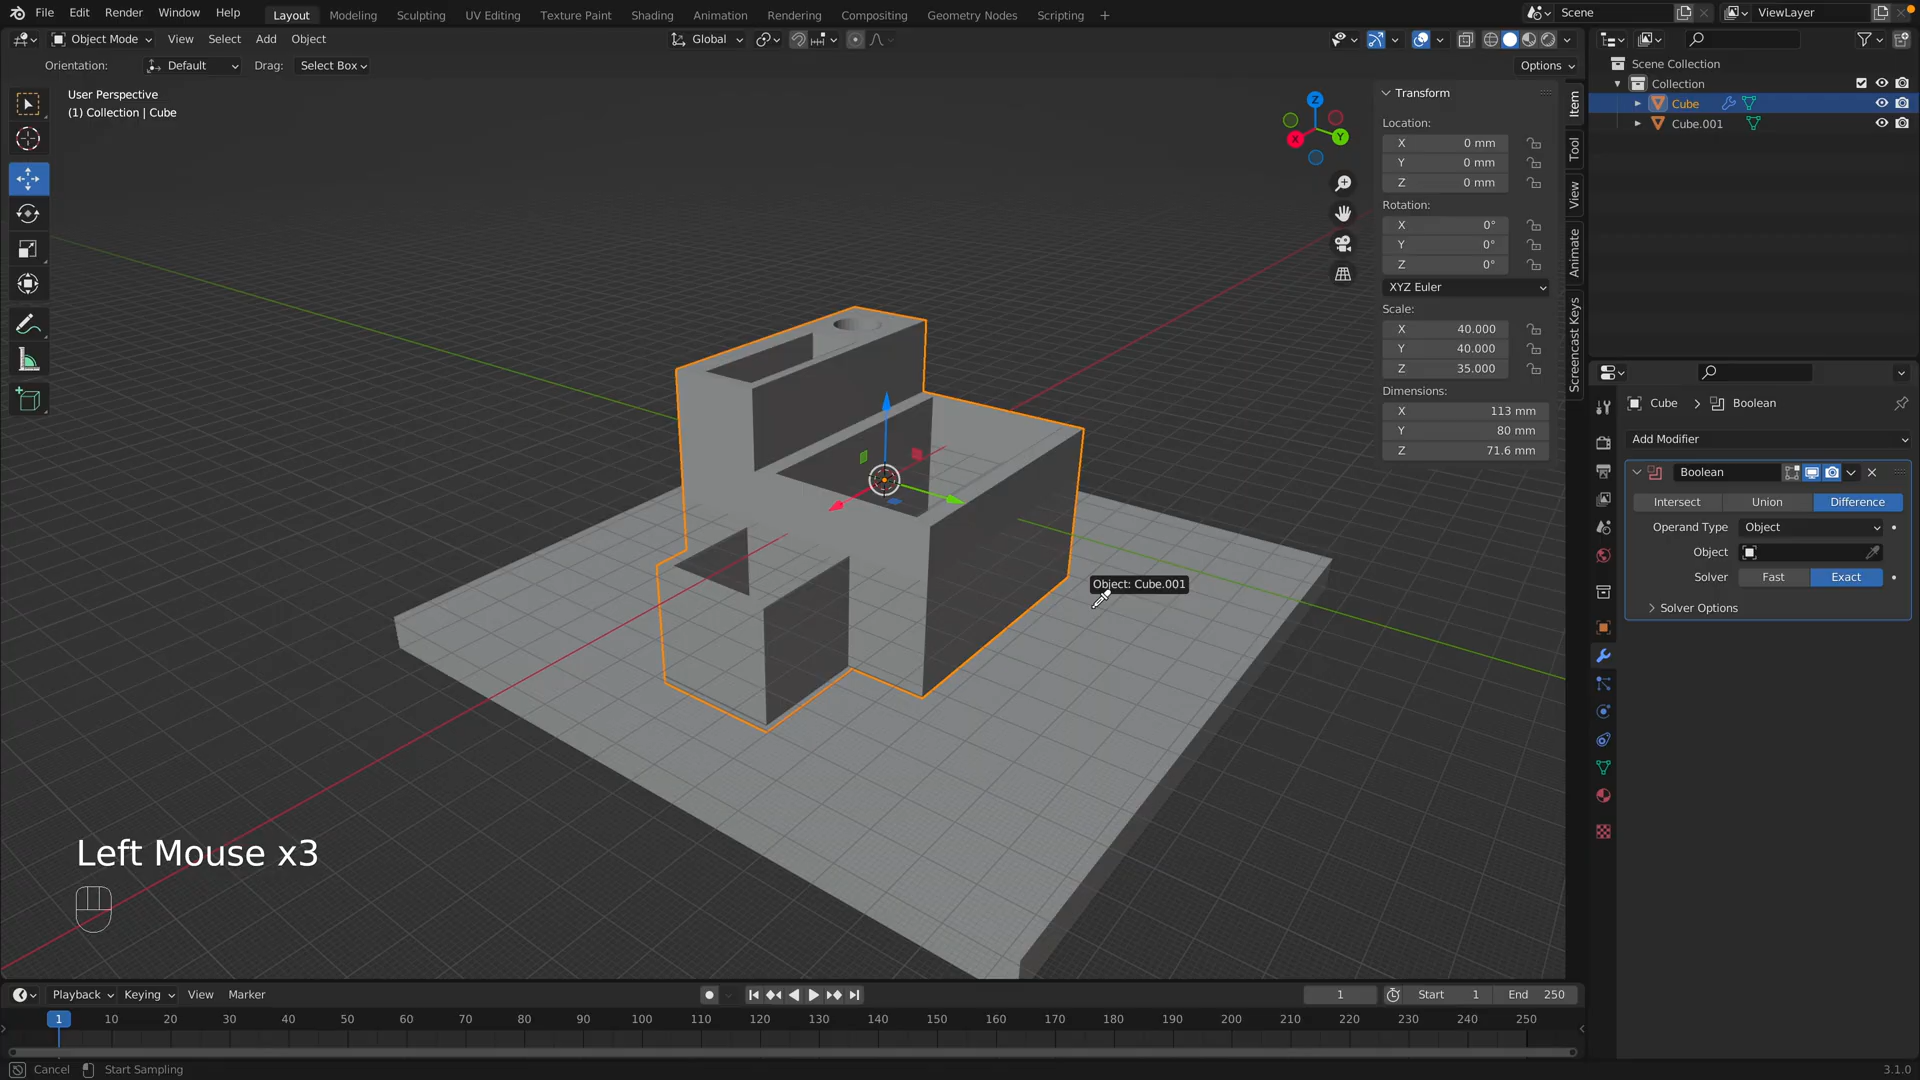 File Edit Render Window Help Layout Modeling Sculpting UV Editing Texture Paint Shading Animation Rendering Compositing Geometry Nodes Scripting + Scene ViewLayer
Object Mode View Select Add Object Global
Orientation: Default Drag: Select Box Options
User Perspective
(1) Collection | Cube
Z
Y
X
Transform
Location:
X 0 mm
Y 0 mm
Z 0 mm
Rotation:
X 0°
Y 0°
Z 0°
XYZ Euler
Scale:
X 40.000
Y 40.000
Z 35.000
Dimensions:
X 113 mm
Y 80 mm
Z 71.6 mm
Item
Tool
View
Animate
Screencast Keys
Scene Collection
Collection
Cube
Cube.001
Cube Boolean
Add Modifier
Boolean
Intersect Union Difference
Operand Type Object
Object
Solver Fast Exact
Solver Options
Object: Cube.001
Left Mouse x3
Playback Keying View Marker 1 Start 1 End 250
1 10 20 30 40 50 60 70 80 90 100 110 120 130 140 150 160 170 180 190 200 210 220 230 240 250
Cancel Start Sampling 3.1.0